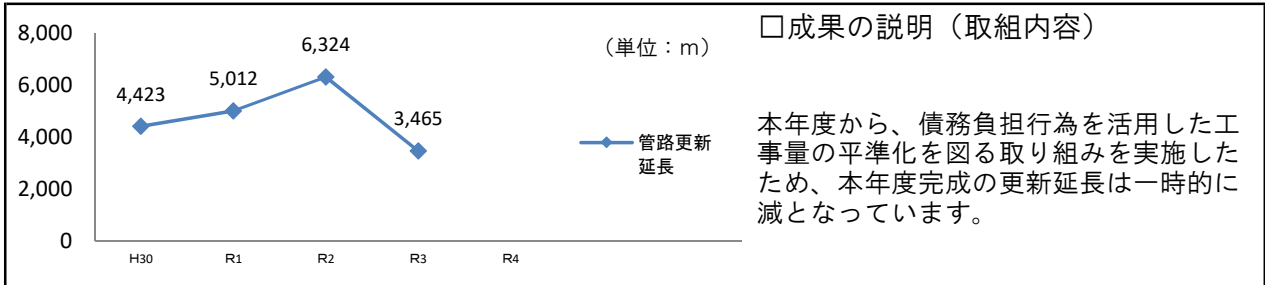 8,000
6,000
4,000
2,000
0
4,423
5,012
6,324
3,465
H30
R1
R2
R3
R4
（単位：m）
管路更新
延長
□成果の説明（取組内容）
本年度から、債務負担行為を活用した工
事量の平準化を図る取り組みを実施した
ため、本年度完成の更新延長は一時的に
減となっています。